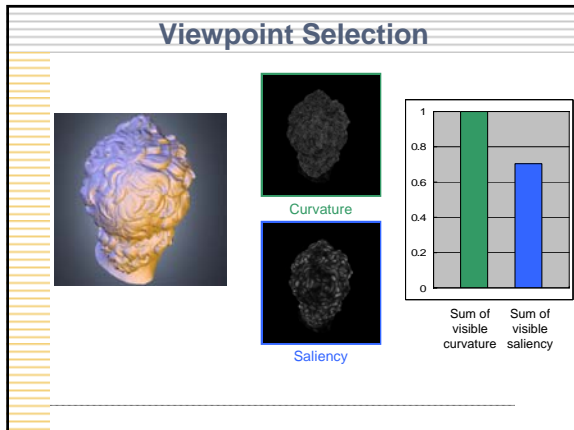 Viewpoint Selection
Curvature
Saliency
1
0.8
0.6
0.4
0.2
0
Sum of
visible
curvature
Sum of
visible
saliency